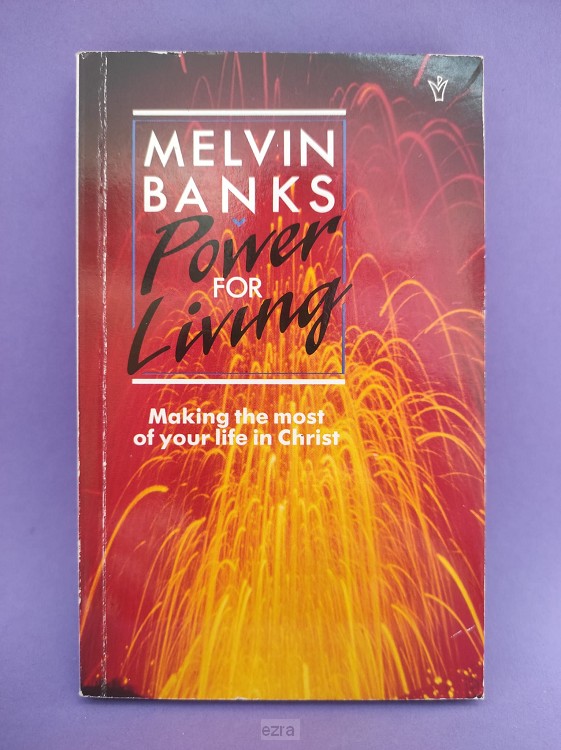 MELVIN
BANKS
Power
FOR
Living
Making the most
of your life in Christ
ezra